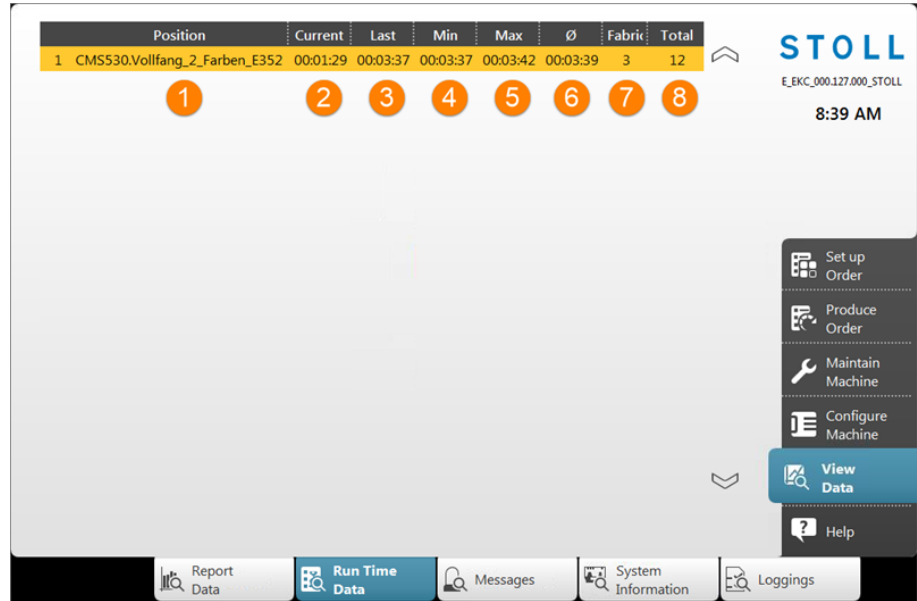 Position Current Last Min Max Ø Fabric Total
1 CMS530.Vollfang_2_Farben_E352 00:01:29 00:03:37 00:03:37 00:03:42 00:03:39 3 12
1 2 3 4 5 6 7 8
STOLL
E_EKC_000.127.000_STOLL
8:39 AM
Set up
Order
Produce
Order
Maintain
Machine
Configure
Machine
View
Data
Help
Report
Data
Run Time
Data
Messages
System
Information
Loggings